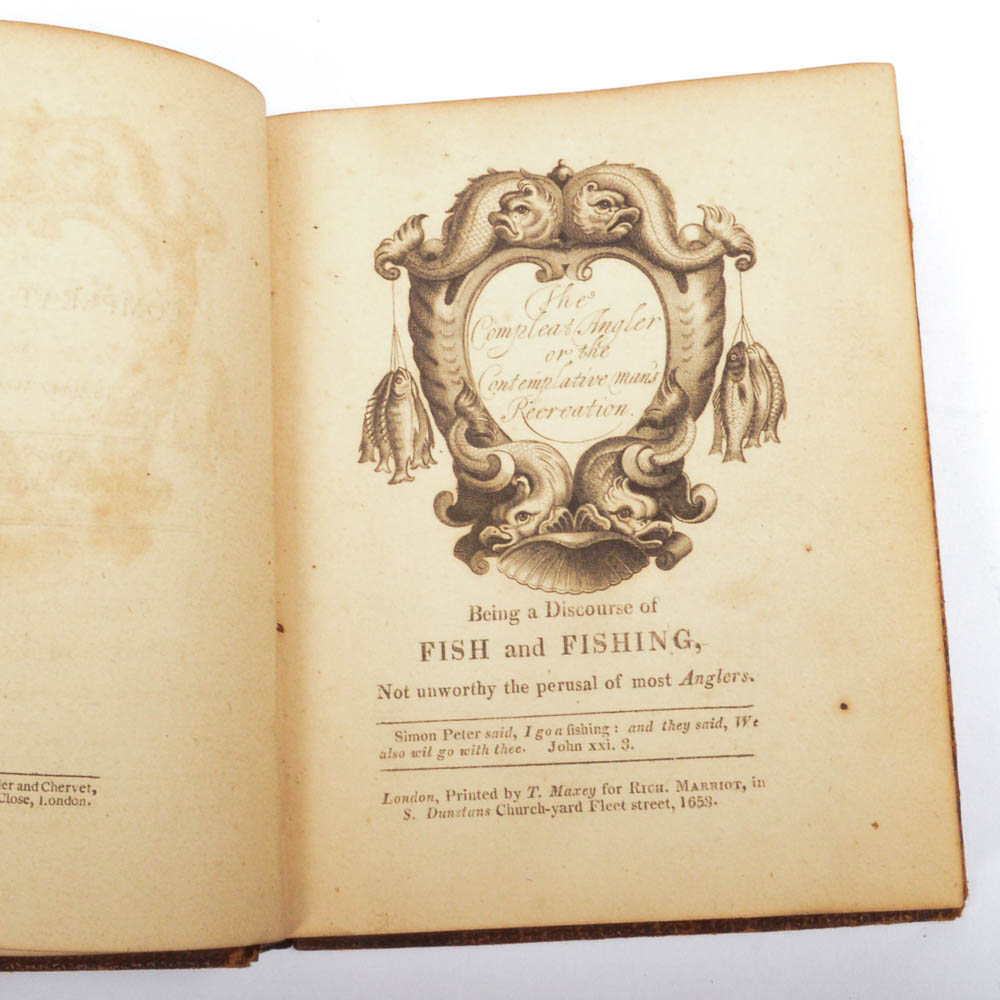 er and Chervet,
Close, London.
The
Compleat Angler
or the
Contemplative man's
Recreation.
Being a Discourse of
FISH and FISHING,
Not unworthy the perusal of most Anglers.
Simon Peter said, I go a fishing: and they said, We
also wil go with thee. John xxi. 3.
London, Printed by T. Maxey for RICH. MARRIOT, in
S. Dunstans Church-yard Fleet street, 1653.